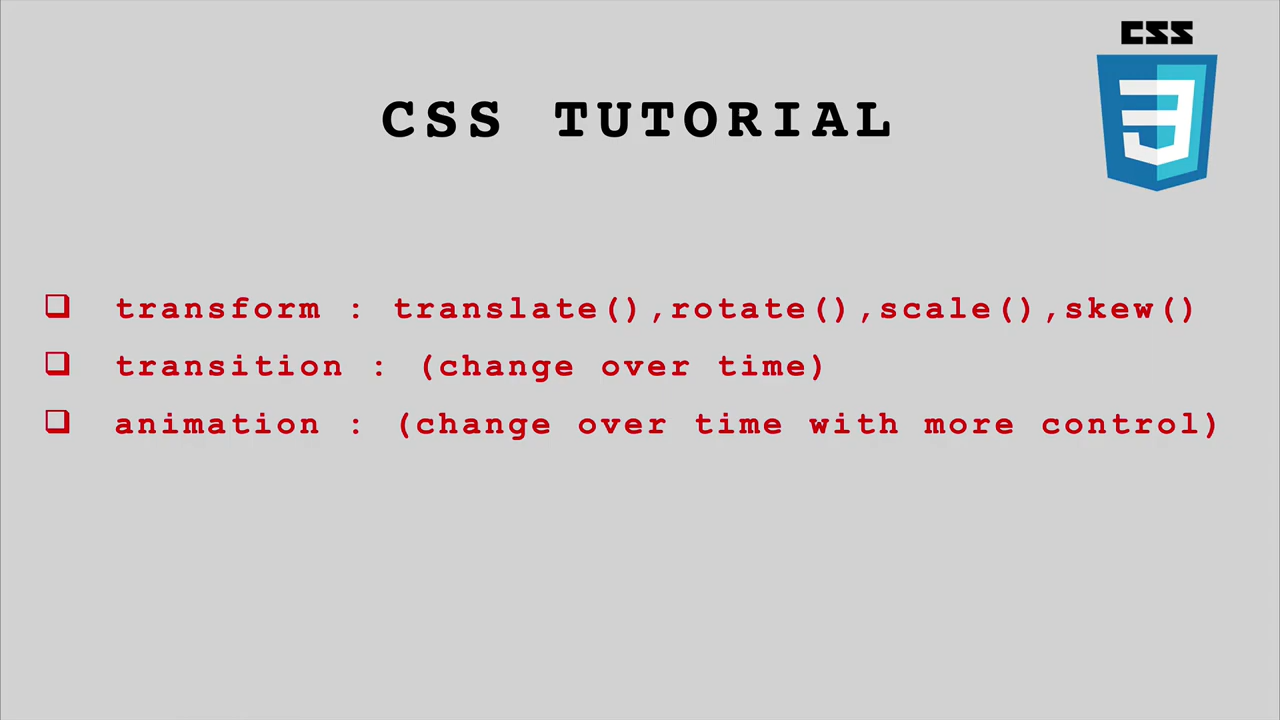 CSS
3
CSS TUTORIAL
❑ transform : translate(),rotate(),scale(),skew()
❑ transition : (change over time)
❑ animation : (change over time with more control)